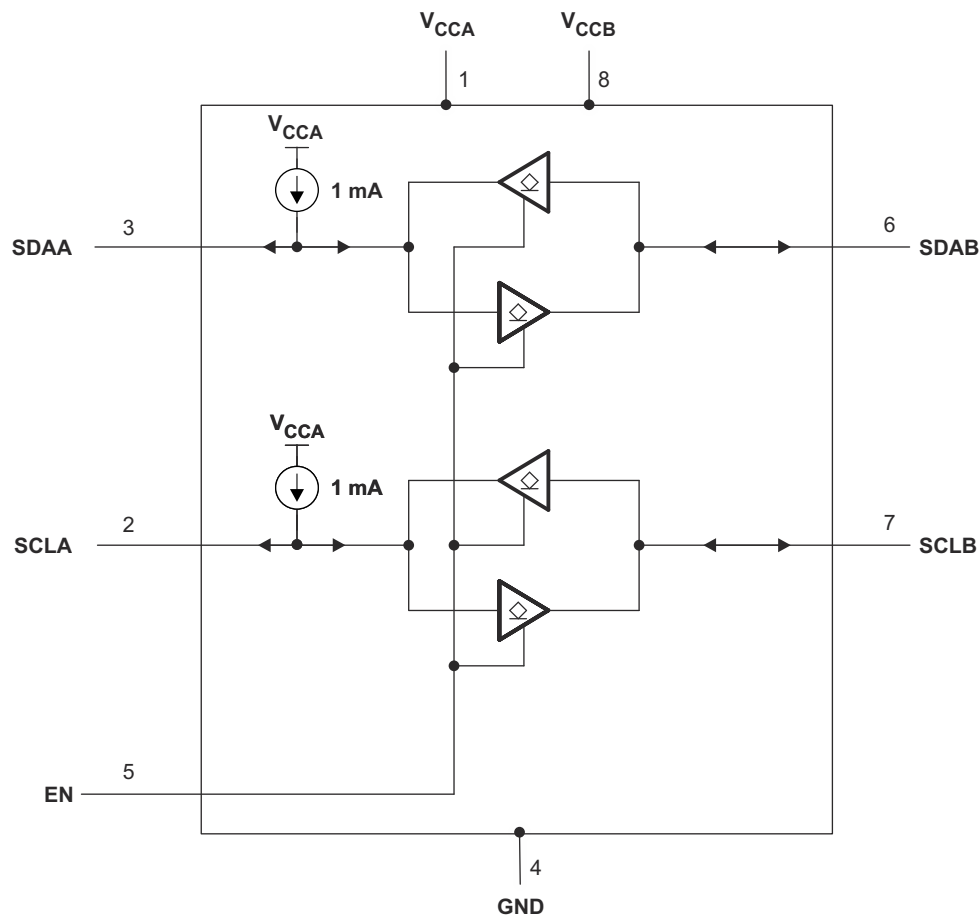 VCCA
VCCB
1
8
VCCA
1 mA
3
SDAA
6
SDAB
VCCA
1 mA
2
SCLA
7
SCLB
5
EN
4
GND